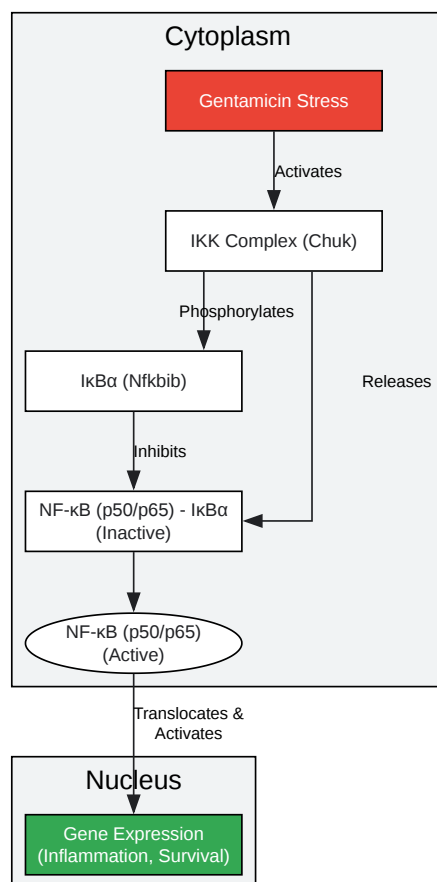 Cytoplasm
Gentamicin Stress
Activates
IKK Complex (Chuk)
Phosphorylates
IκBα (Nfkbib)
Releases
Inhibits
NF-κB (p50/p65) - IκBα
(Inactive)
NF-κB (p50/p65)
(Active)
Translocates &
Activates
Nucleus
Gene Expression
(Inflammation, Survival)